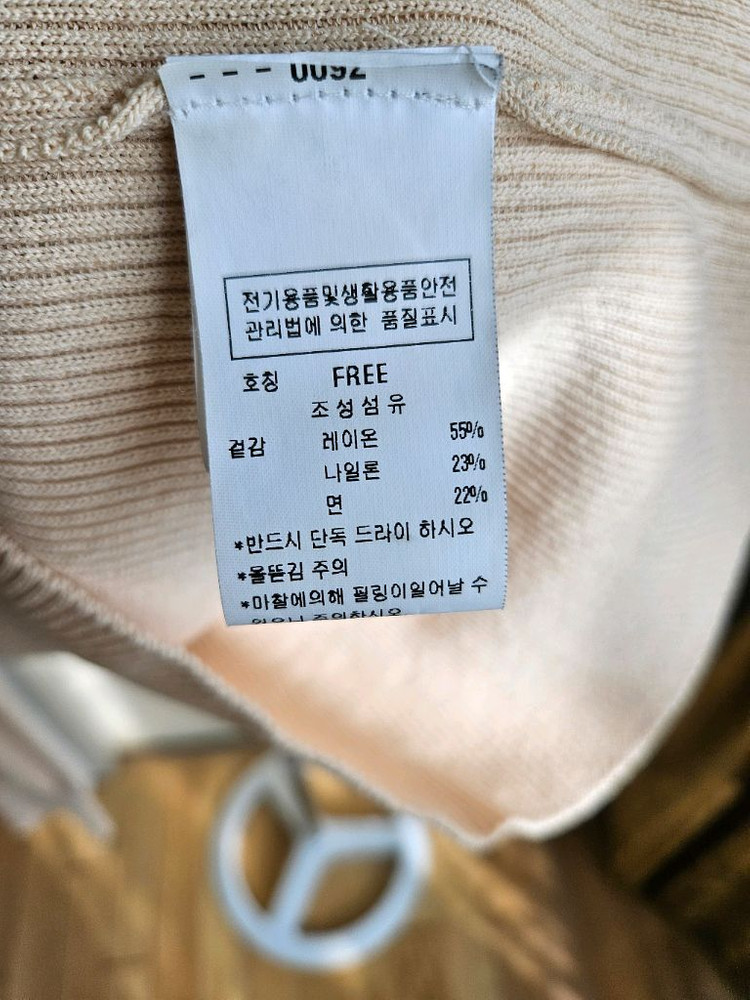 --- 0092
전기용품및생활용품안전
관리법에 의한 품질표시
호칭 FREE
조성섬유
겉감 레이온 55%
나일론 23%
면 22%
*반드시 단독 드라이 하시오
*올뜯김 주의
*마찰에의해 필링이일어날 수